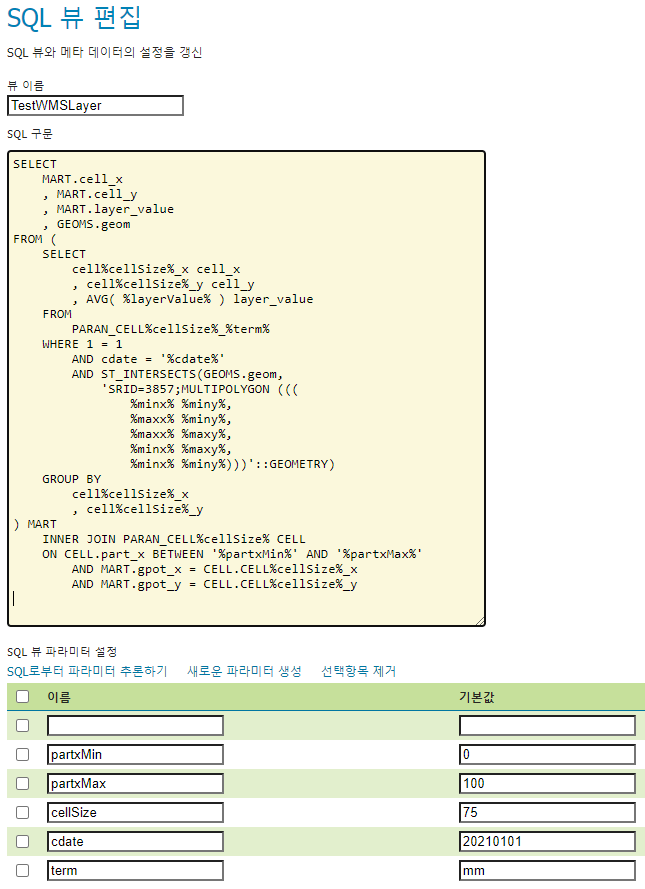 SQL 뷰 편집
SQL 뷰와 메타 데이터의 설정을 갱신
뷰 이름
TestWMSLayer
SQL 구문
SELECT
    MART.cell_x
    , MART.cell_y
    , MART.layer_value
    , GEOMS.geom
FROM (
    SELECT
        cell%cellSize%_x cell_x
        , cell%cellSize%_y cell_y
        , AVG( %layerValue% ) layer_value
    FROM
        PARAN_CELL%cellSize%_%term%
    WHERE 1 = 1
        AND cdate = '%cdate%'
        AND ST_INTERSECTS(GEOMS.geom,
            'SRID=3857;MULTIPOLYGON (((
                %minx% %miny%,
                %maxx% %miny%,
                %maxx% %maxy%,
                %minx% %maxy%,
                %minx% %miny%)))'::GEOMETRY)
    GROUP BY
        cell%cellSize%_x
        , cell%cellSize%_y
) MART
    INNER JOIN PARAN_CELL%cellSize% CELL
    ON CELL.part_x BETWEEN '%partxMin%' AND '%partxMax%'
        AND MART.gpot_x = CELL.CELL%cellSize%_x
        AND MART.gpot_y = CELL.CELL%cellSize%_y
SQL 뷰 파라미터 설정
SQL로부터 파라미터 추론하기 새로운 파라미터 생성 선택항목 제거
이름 기본값
partxMin 0
partxMax 100
cellSize 75
cdate 20210101
term mm